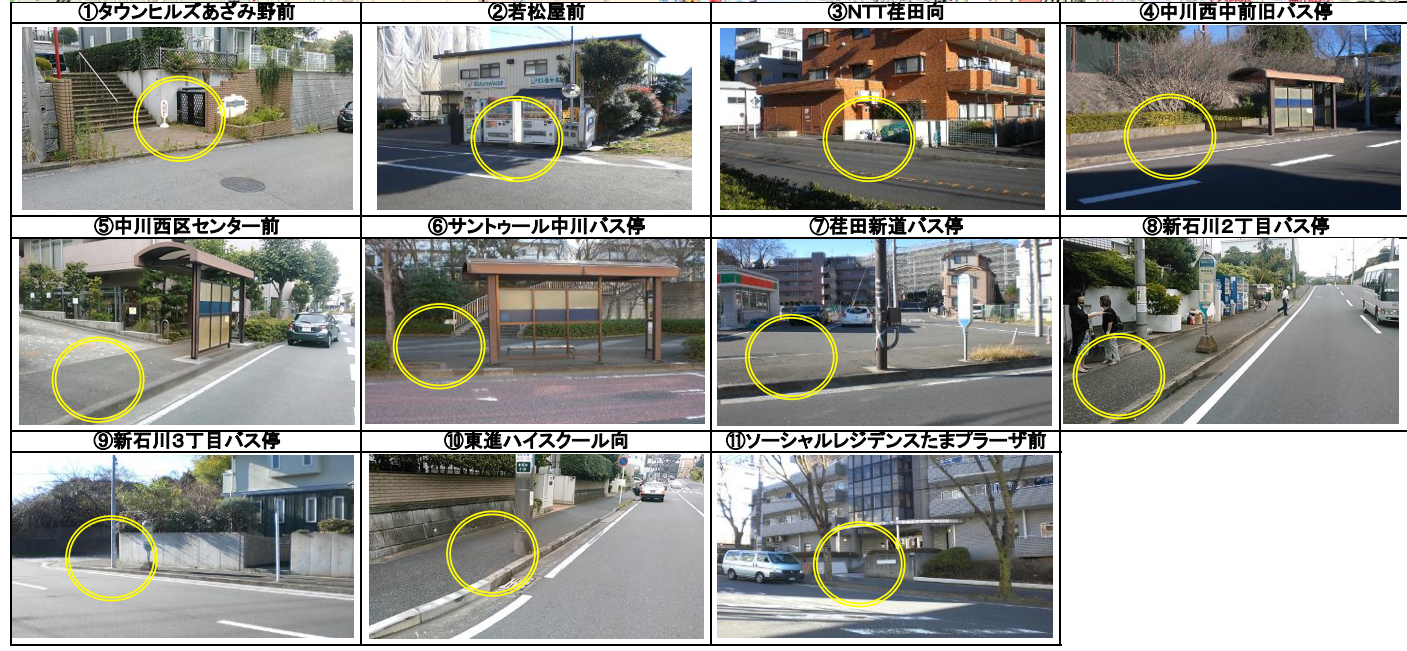 ①タウンヒルズあざみ野前
②若松屋前
③NTT荏田向
④中川西中前旧バス停
⑤中川西区センター前
⑥サントゥール中川バス停
⑦荏田新道バス停
⑧新石川2丁目バス停
⑨新石川3丁目バス停
⑩東進ハイスクール向
⑪ソーシャルレジデンスたまプラーザ前